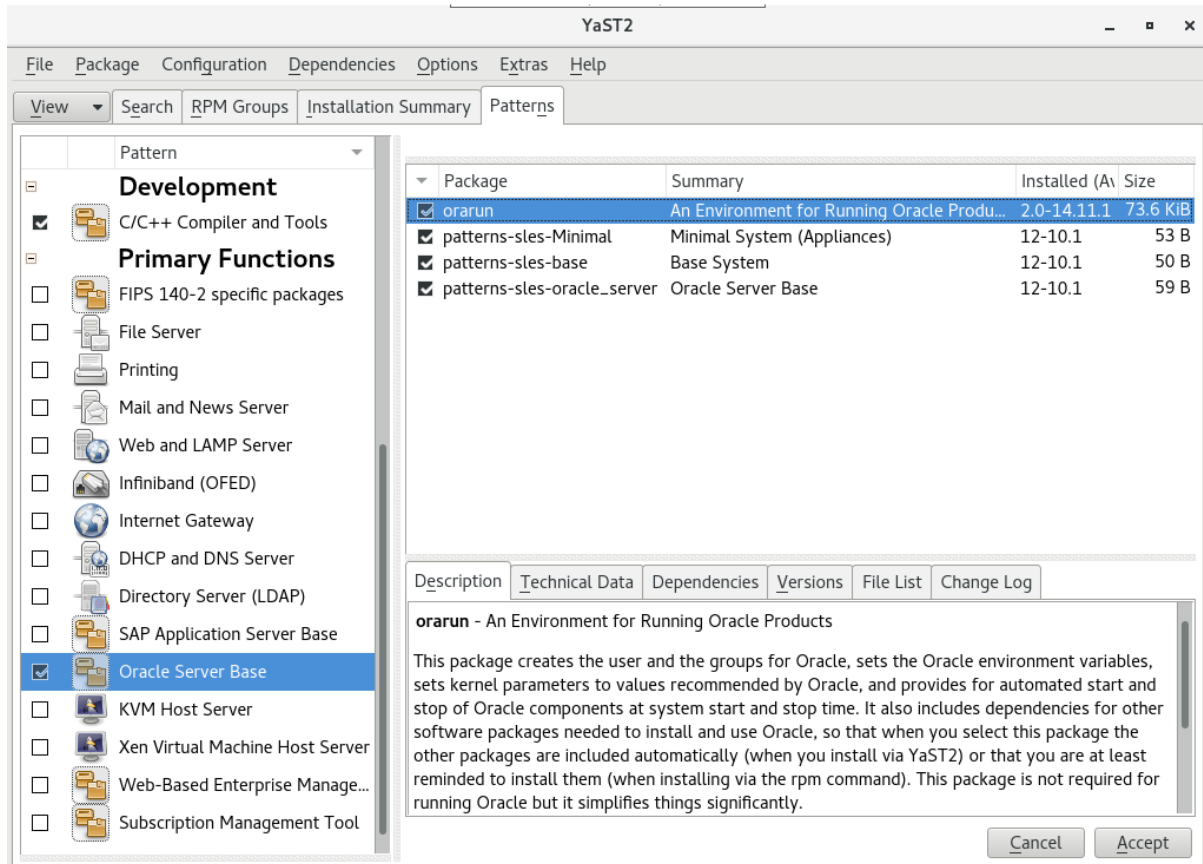 YaST2
File Package Configuration Dependencies Options Extras Help
View Search RPM Groups Installation Summary Patterns
Pattern
Development
C/C++ Compiler and Tools
Primary Functions
FIPS 140-2 specific packages
File Server
Printing
Mail and News Server
Web and LAMP Server
Infiniband (OFED)
Internet Gateway
DHCP and DNS Server
Directory Server (LDAP)
SAP Application Server Base
Oracle Server Base
KVM Host Server
Xen Virtual Machine Host Server
Web-Based Enterprise Manage...
Subscription Management Tool
Package Summary Installed (Av Size
orarun An Environment for Running Oracle Produ... 2.0-14.11.1 73.6 KiB
patterns-sles-Minimal Minimal System (Appliances) 12-10.1 53 B
patterns-sles-base Base System 12-10.1 50 B
patterns-sles-oracle_server Oracle Server Base 12-10.1 59 B
Description Technical Data Dependencies Versions File List Change Log
orarun - An Environment for Running Oracle Products
This package creates the user and the groups for Oracle, sets the Oracle environment variables,
sets kernel parameters to values recommended by Oracle, and provides for automated start and
stop of Oracle components at system start and stop time. It also includes dependencies for other
software packages needed to install and use Oracle, so that when you select this package the
other packages are included automatically (when you install via YaST2) or that you are at least
reminded to install them (when installing via the rpm command). This package is not required for
running Oracle but it simplifies things significantly.
Cancel Accept